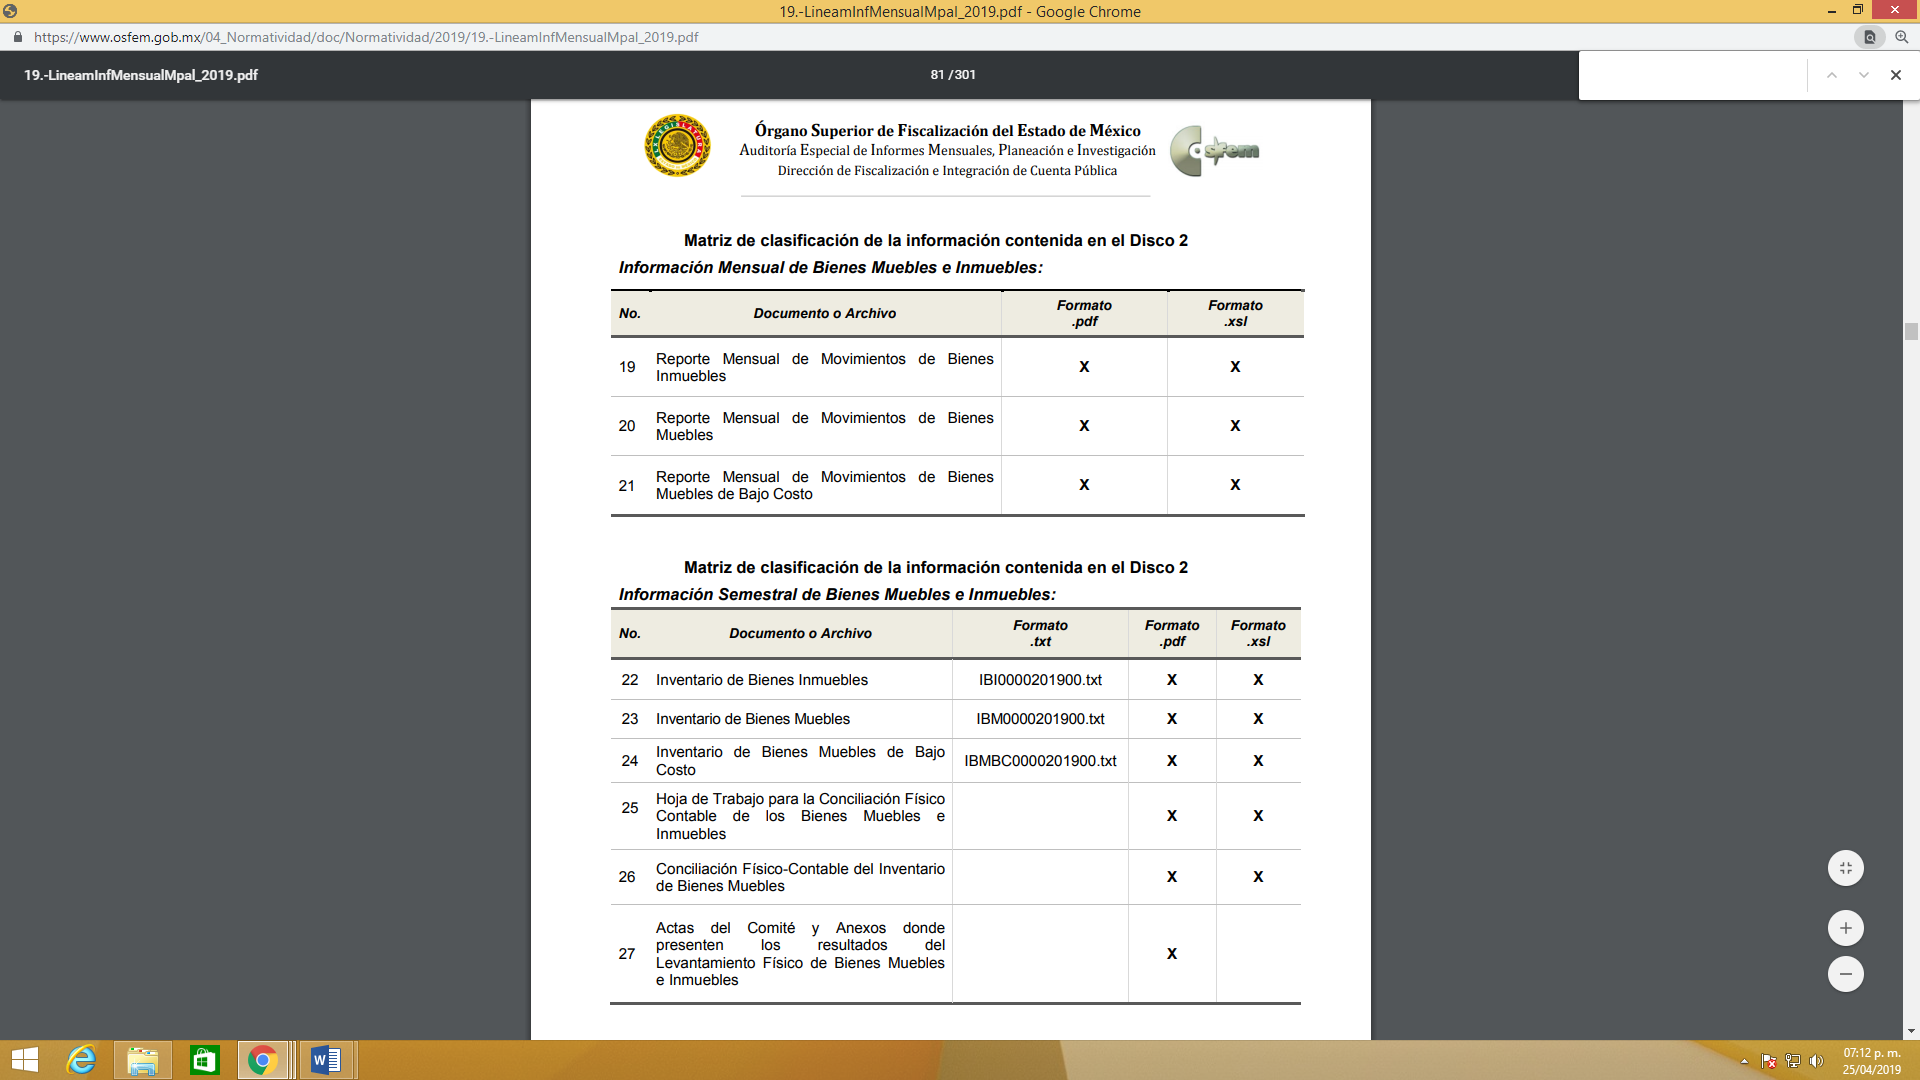 19.-LineamInfMensualMpal_2019.pdf - Google Chrome
https://www.osfem.gob.mx/04_Normatividad/doc/Normatividad/2019/19.-LineamInfMensualMpal_2019.pdf
19.-LineamInfMensualMpal_2019.pdf
81 / 301
Órgano Superior de Fiscalización del Estado de México
Auditoría Especial de Informes Mensuales, Planeación e Investigación
Dirección de Fiscalización e Integración de Cuenta Pública
osfem
Matriz de clasificación de la información contenida en el Disco 2
Información Mensual de Bienes Muebles e Inmuebles:
No. Documento o Archivo Formato .pdf Formato .xsl
19 Reporte Mensual de Movimientos de Bienes
Inmuebles X X
20 Reporte Mensual de Movimientos de Bienes
Muebles X X
21 Reporte Mensual de Movimientos de Bienes
Muebles de Bajo Costo X X
Matriz de clasificación de la información contenida en el Disco 2
Información Semestral de Bienes Muebles e Inmuebles:
No. Documento o Archivo Formato .txt Formato .pdf Formato .xsl
22 Inventario de Bienes Inmuebles IBI0000201900.txt X X
23 Inventario de Bienes Muebles IBM0000201900.txt X X
24 Inventario de Bienes Muebles de Bajo
Costo IBMBC0000201900.txt X X
25 Hoja de Trabajo para la Conciliación Físico
Contable de los Bienes Muebles e
Inmuebles X X
26 Conciliación Físico-Contable del Inventario
de Bienes Muebles X X
27 Actas del Comité y Anexos donde
presenten los resultados del
Levantamiento Físico de Bienes Muebles
e Inmuebles X
07:12 p. m.
25/04/2019